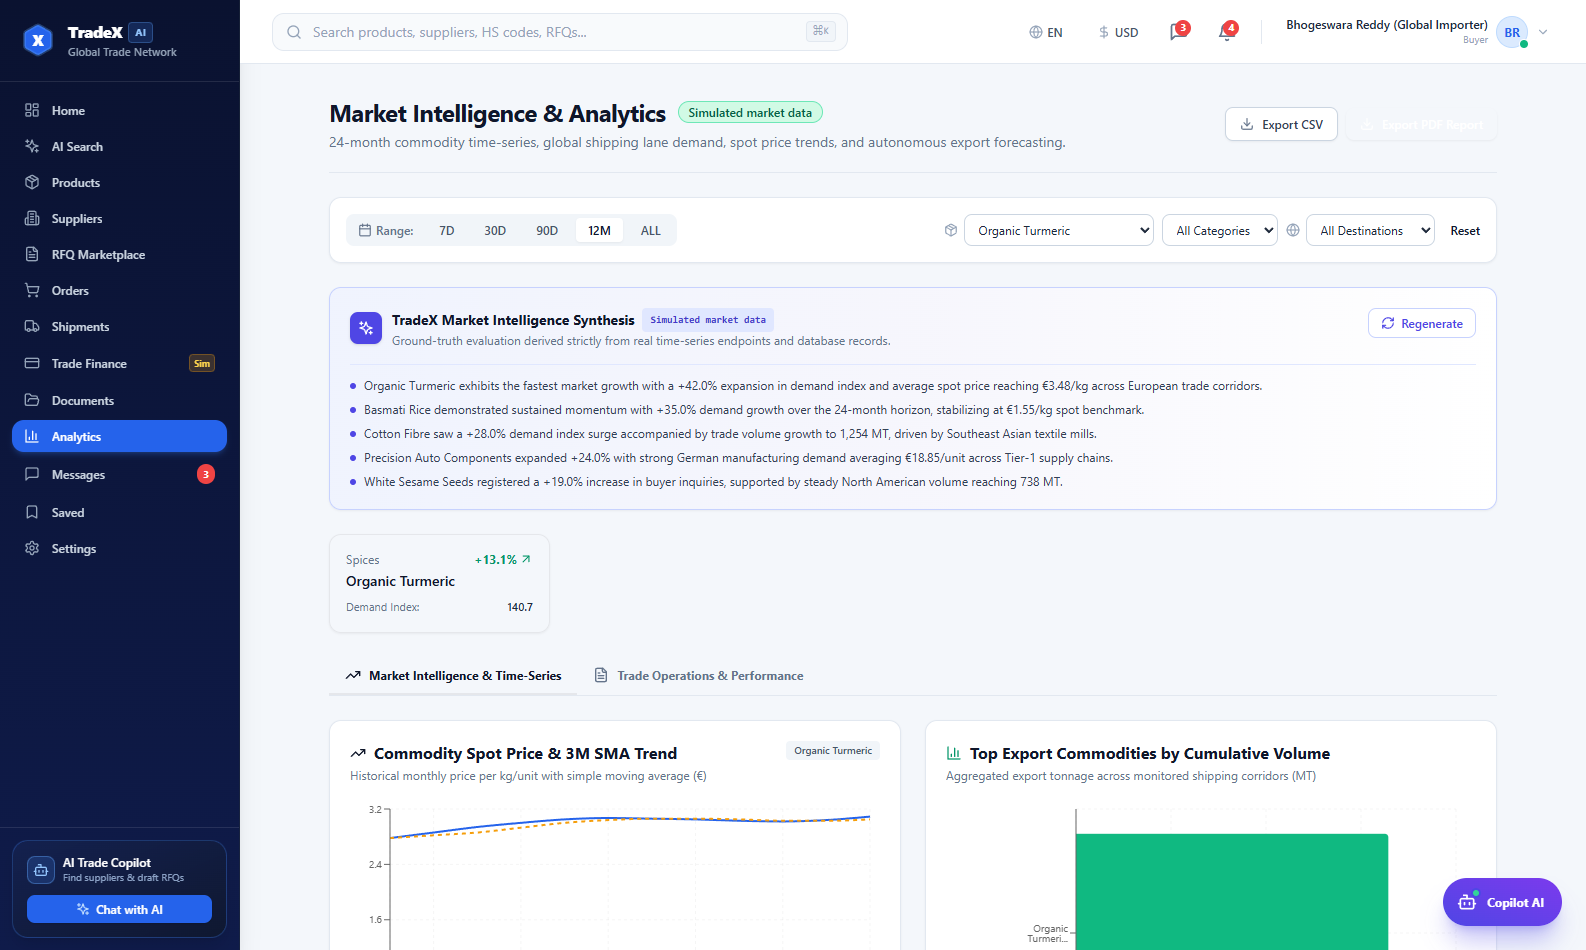 TradeX AI
Global Trade Network
Home
AI Search
Products
Suppliers
RFQ Marketplace
Orders
Shipments
Trade Finance Sim
Documents
Analytics
Messages 3
Saved
Settings
AI Trade Copilot
Find suppliers & draft RFQs
Chat with AI
Search products, suppliers, HS codes, RFQs... ⌘K
EN
$ USD
3
4
Bhogeswara Reddy (Global Importer)
Buyer
BR
Market Intelligence & Analytics Simulated market data
24-month commodity time-series, global shipping lane demand, spot price trends, and autonomous export forecasting.
Export CSV
Export PDF Report
Range: 7D 30D 90D 12M ALL
Organic Turmeric
All Categories
All Destinations
Reset
TradeX Market Intelligence Synthesis Simulated market data
Ground-truth evaluation derived strictly from real time-series endpoints and database records.
Regenerate
Organic Turmeric exhibits the fastest market growth with a +42.0% expansion in demand index and average spot price reaching €3.48/kg across European trade corridors.
Basmati Rice demonstrated sustained momentum with +35.0% demand growth over the 24-month horizon, stabilizing at €1.55/kg spot benchmark.
Cotton Fibre saw a +28.0% demand index surge accompanied by trade volume growth to 1,254 MT, driven by Southeast Asian textile mills.
Precision Auto Components expanded +24.0% with strong German manufacturing demand averaging €18.85/unit across Tier-1 supply chains.
White Sesame Seeds registered a +19.0% increase in buyer inquiries, supported by steady North American volume reaching 738 MT.
Spices +13.1%
Organic Turmeric
Demand Index: 140.7
Market Intelligence & Time-Series
Trade Operations & Performance
Commodity Spot Price & 3M SMA Trend Organic Turmeric
Historical monthly price per kg/unit with simple moving average (€)
3.2
2.4
1.6
Top Export Commodities by Cumulative Volume
Aggregated export tonnage across monitored shipping corridors (MT)
Organic
Turmeri...
Copilot AI